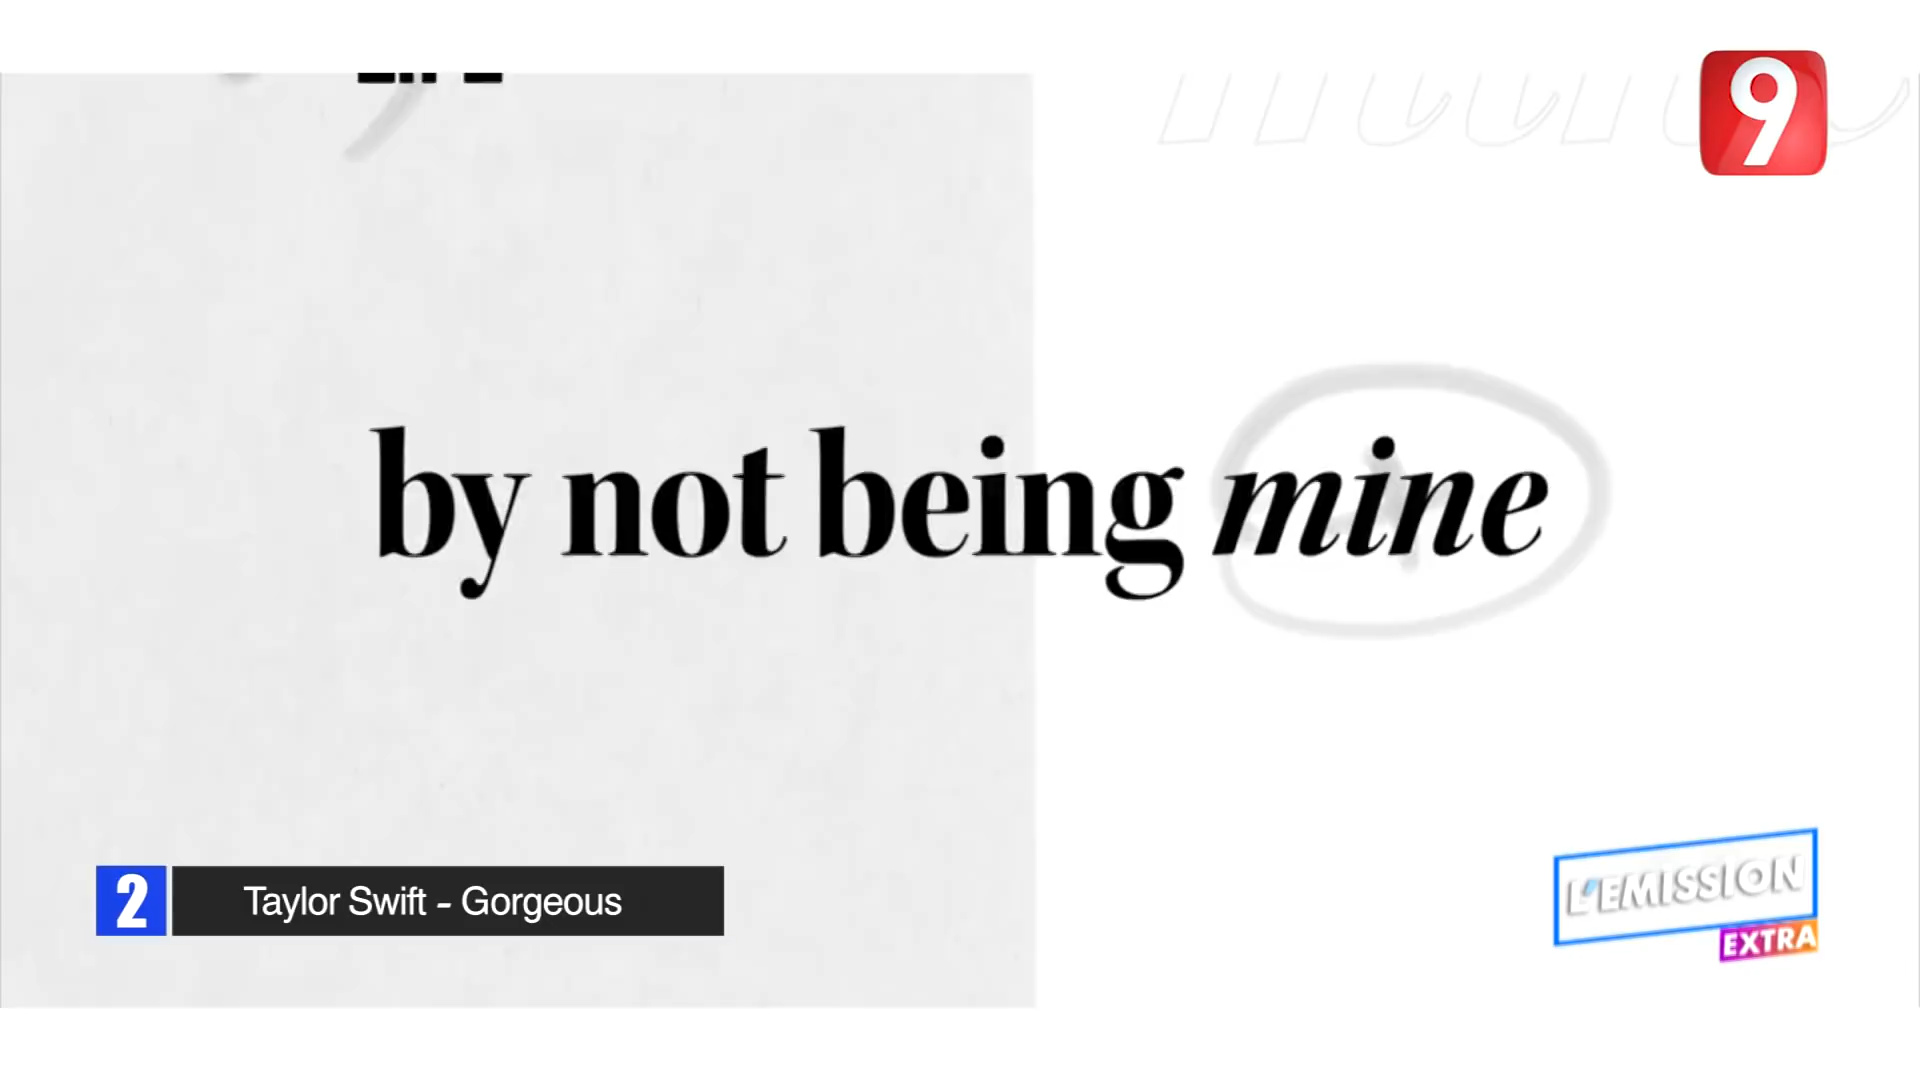 9
by not being mine
2
Taylor Swift - Gorgeous
L'EMISSION
EXTRA